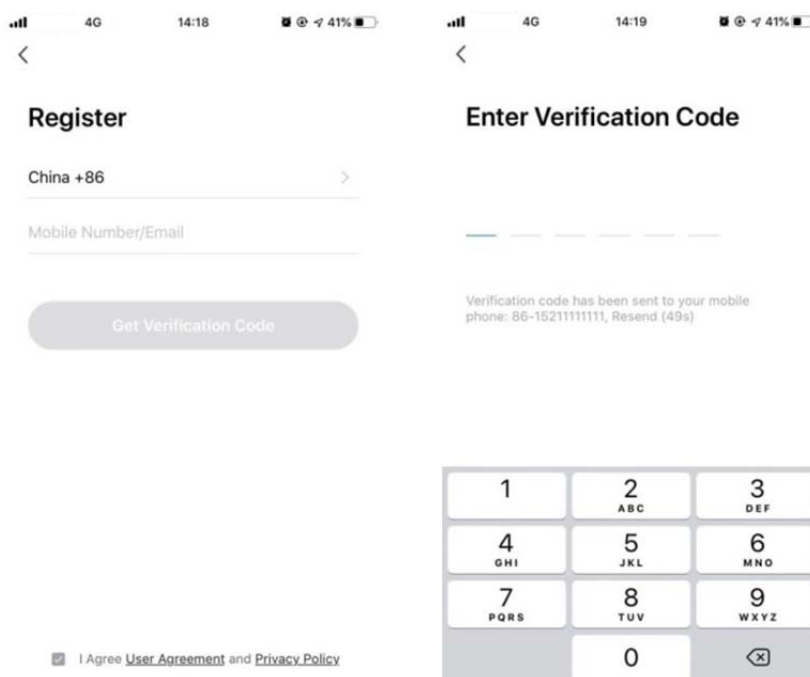 4G 14:18 41%
Register
China +86
Mobile Number/Email
Get Verification Code
I Agree User Agreement and Privacy Policy
4G 14:19 41%
Enter Verification Code
Verification code has been sent to your mobile
phone: 86-15211111111, Resend (49s)
1 2 3
ABC DEF
4 5 6
GHI JKL MNO
7 8 9
PQRS TUV WXYZ
0